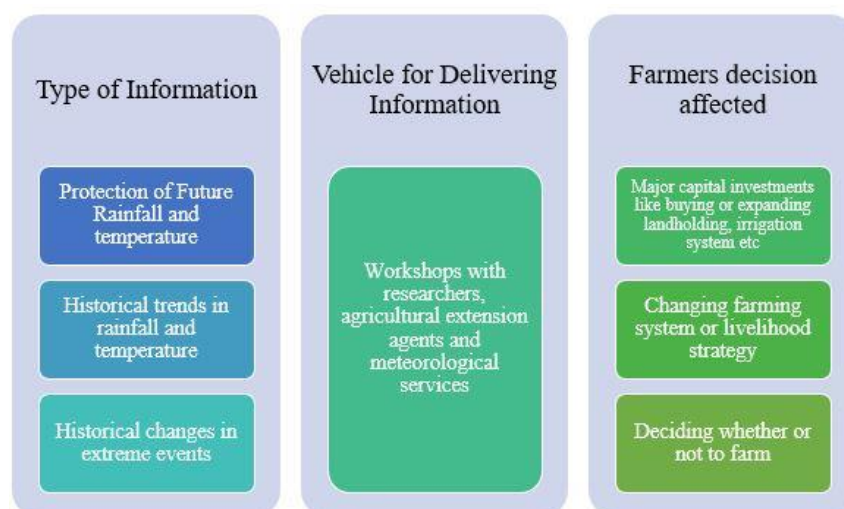 Type of Information
Protection of Future
Rainfall and
temperature
Historical trends in
rainfall and
temperature
Historical changes in
extreme events
Vehicle for Delivering
Information
Workshops with
researchers,
agricultural extension
agents and
meteorological
services
Farmers decision
affected
Major capital investments
like buying or expanding
landholding, irrigation
system etc
Changing farming
system or livelihood
strategy
Deciding whether or
not to farm